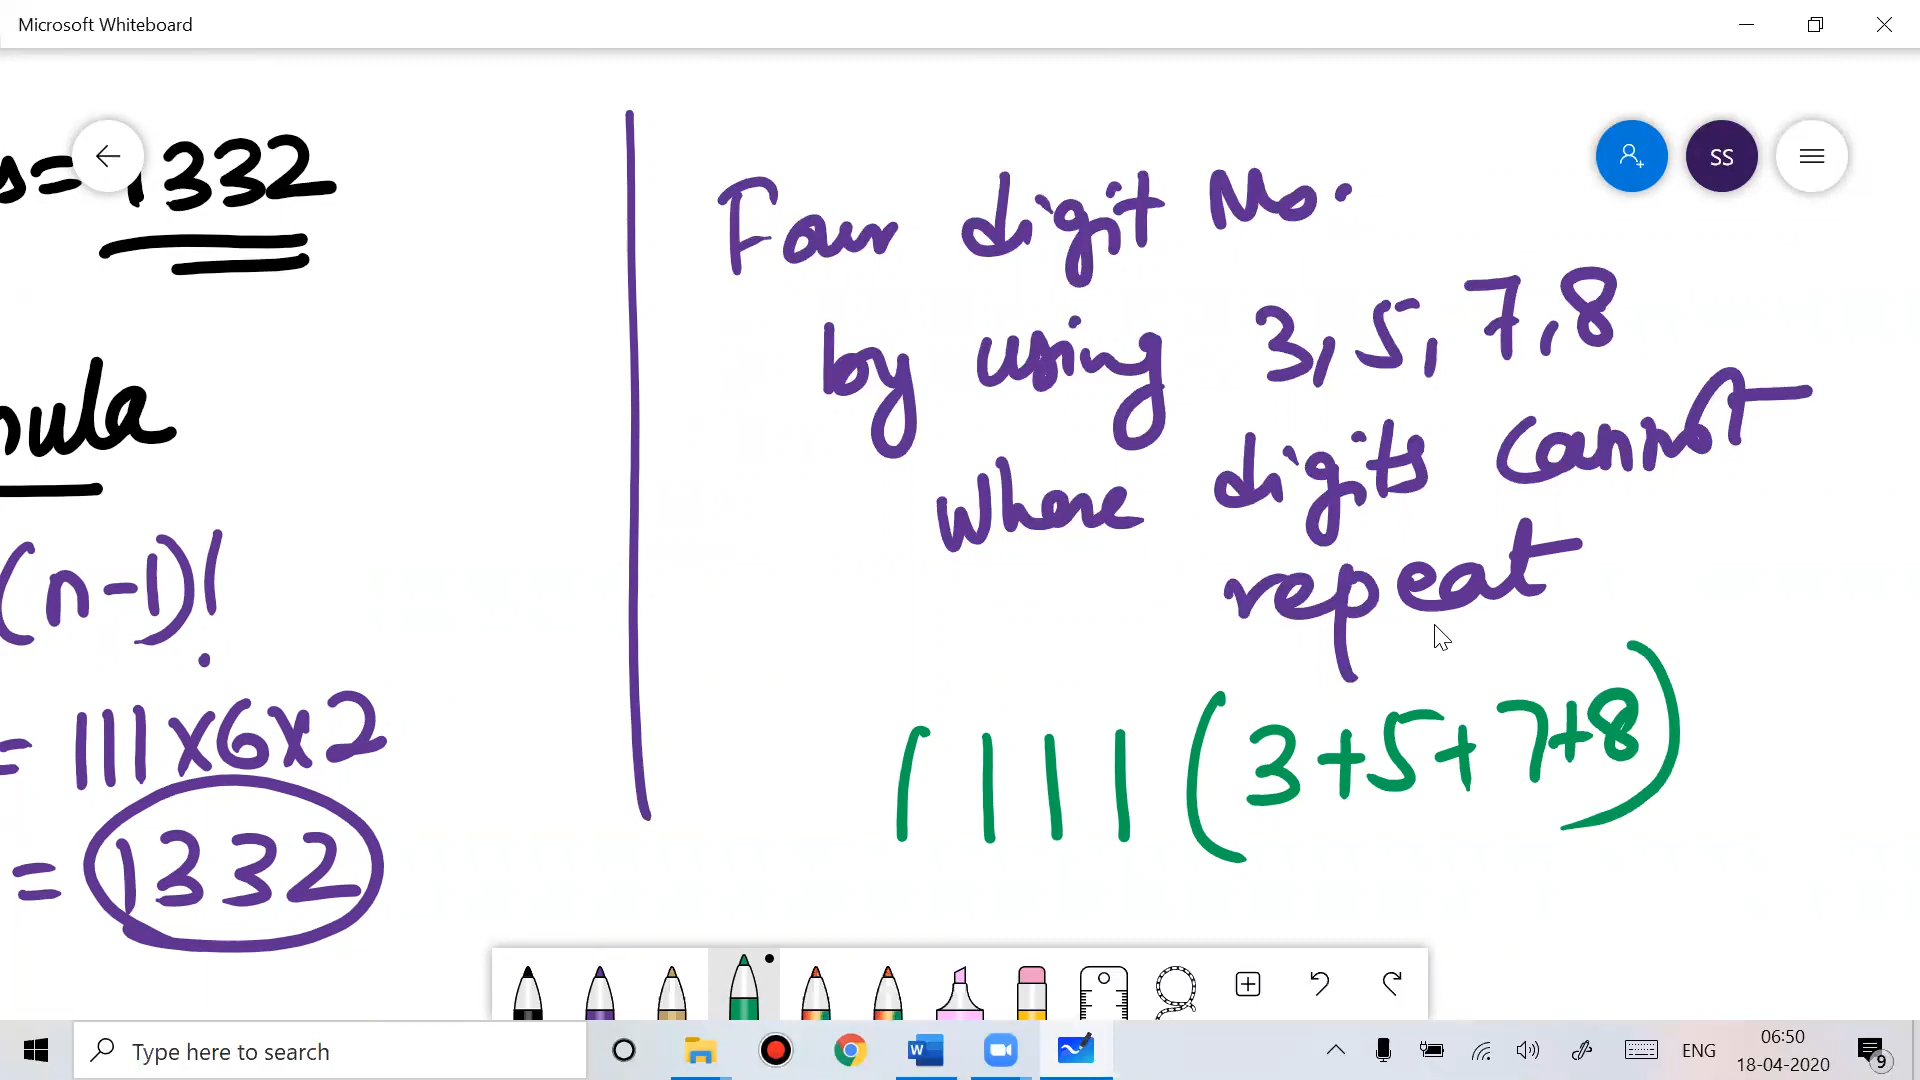 Microsoft Whiteboard
s = 1332
SS
Four digit No.
by using 3, 5, 7, 8
where digits cannot
repeat
(n-1)!
= 111x6x2
= 1332
1111 (3+5+7+8)
Type here to search
ENG
06:50
18-04-2020
9